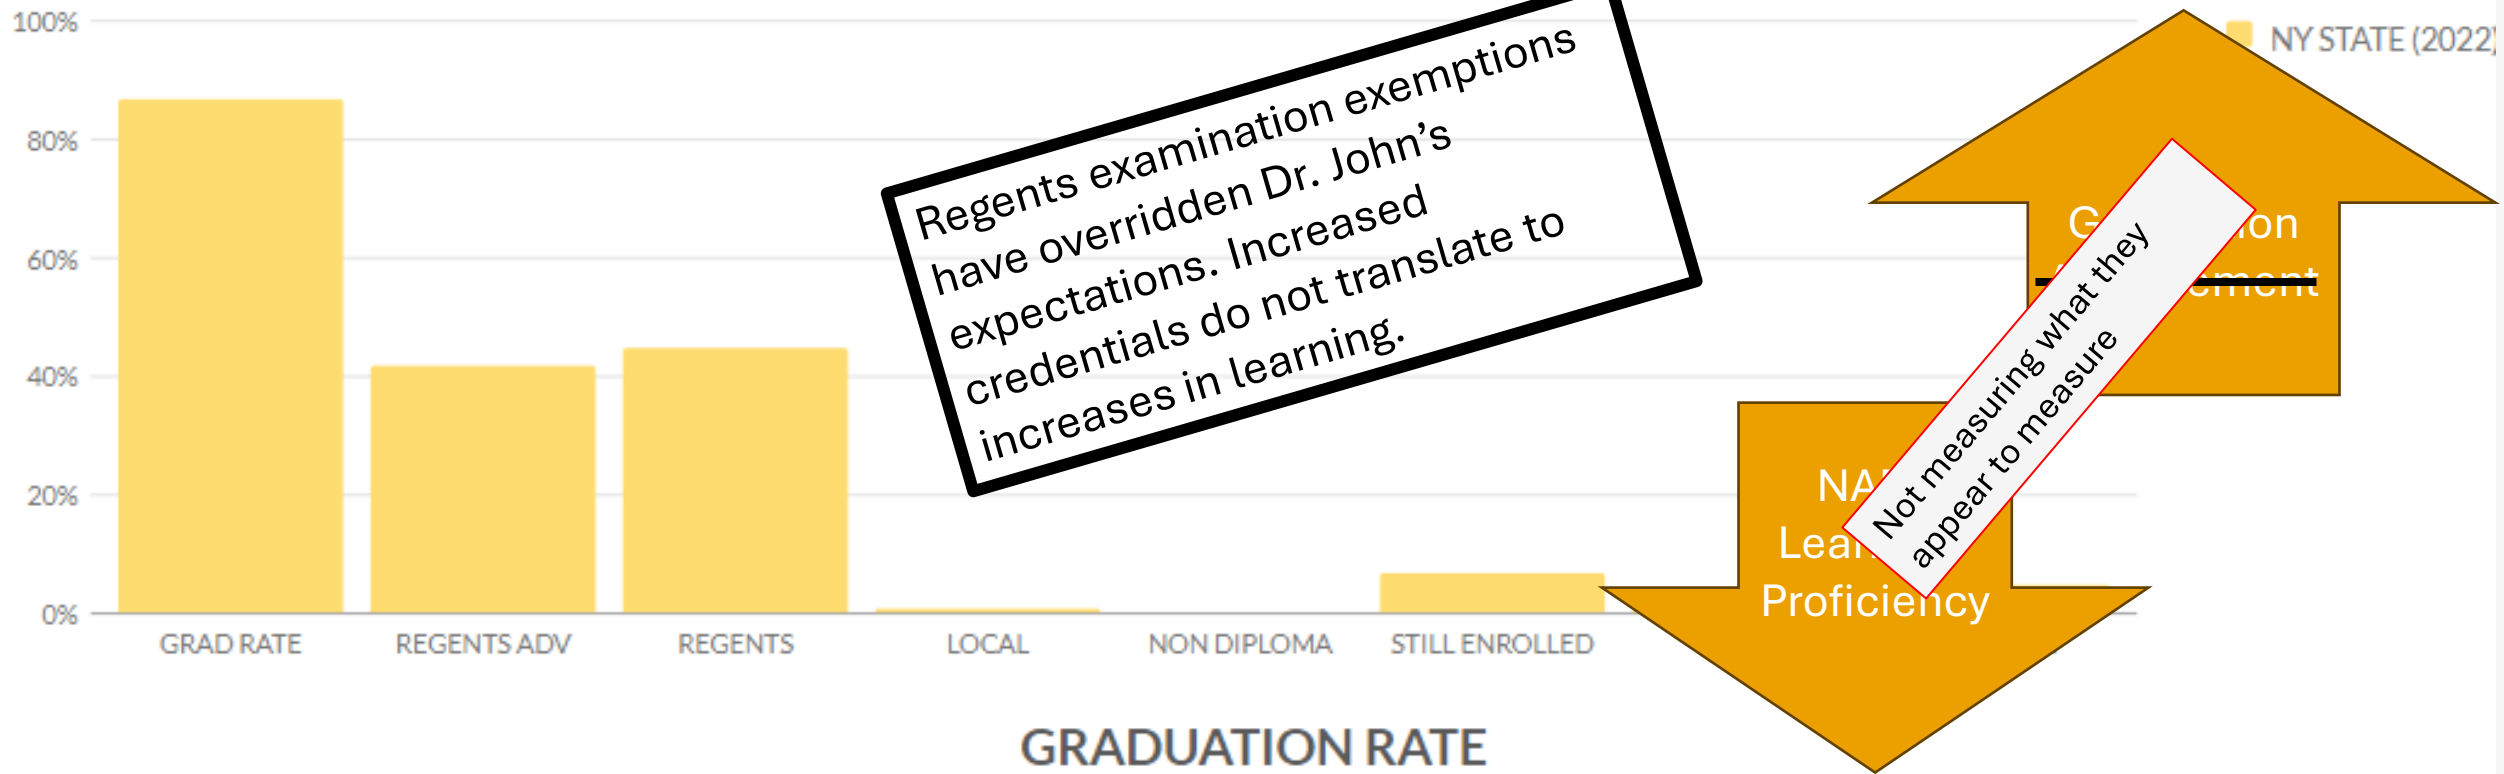 100%
80%
60%
40%
20%
0%
NY STATE (2022)
Regents examination exemptions
have overridden Dr. John’s
expectations. Increased
credentials do not translate to
increases in learning.
Not measuring what they
appear to measure
Proficiency
GRAD RATE
REGENTS ADV
REGENTS
LOCAL
NON DIPLOMA
STILL ENROLLED
GRADUATION RATE